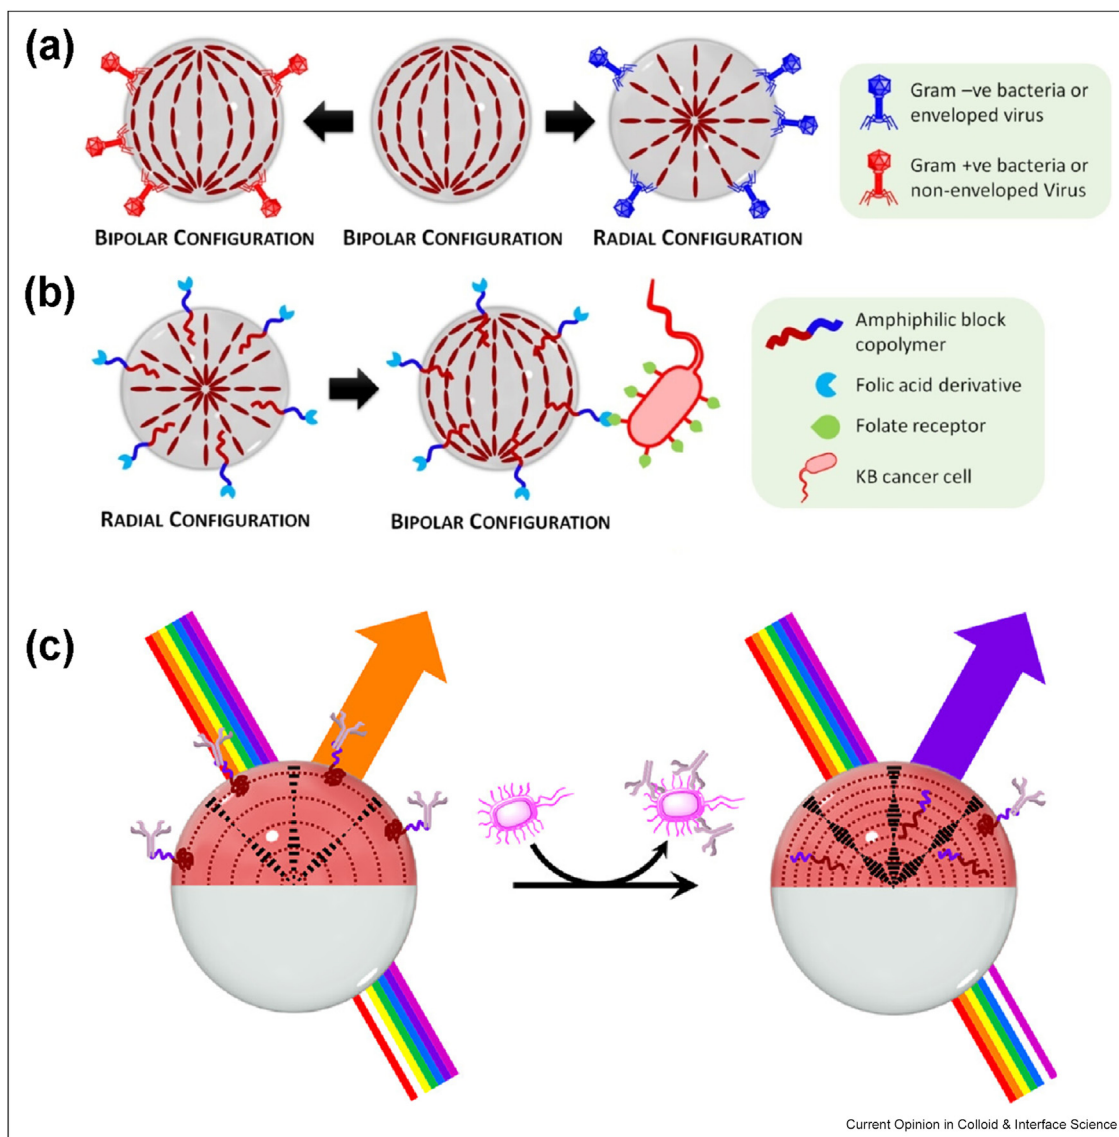 (a)
Gram –ve bacteria or
enveloped virus
Gram +ve bacteria or
non-enveloped Virus
BIPOLAR CONFIGURATION
BIPOLAR CONFIGURATION
RADIAL CONFIGURATION
(b)
Amphiphilic block
copolymer
Folic acid derivative
Folate receptor
KB cancer cell
RADIAL CONFIGURATION
BIPOLAR CONFIGURATION
(c)
Current Opinion in Colloid & Interface Science